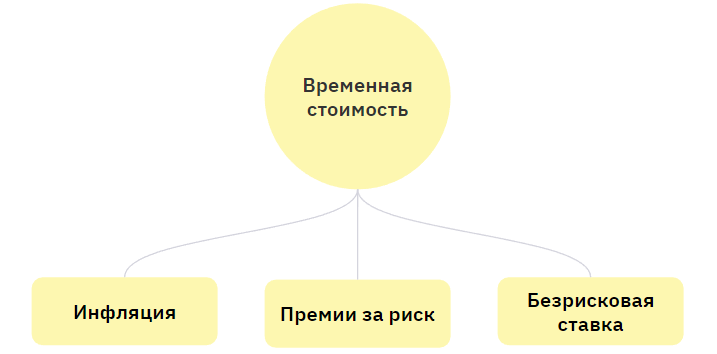 Временная
стоимость
Инфляция
Премии за риск
Безрисковая
ставка